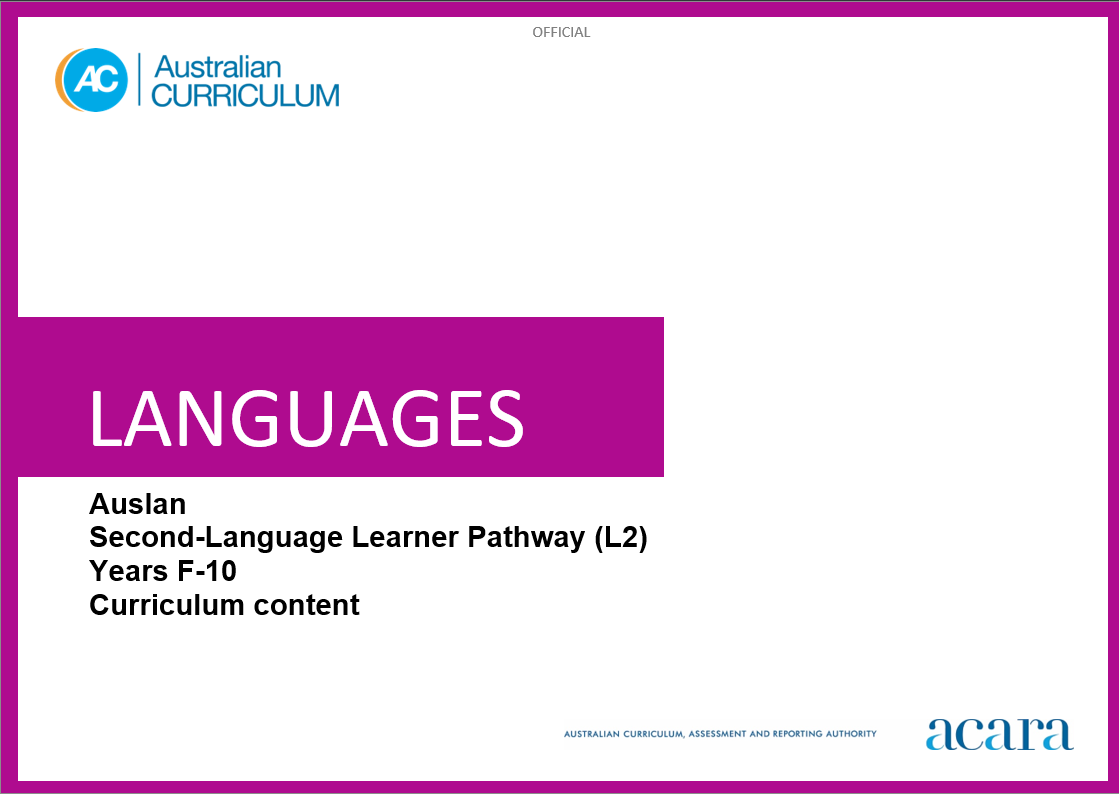 OFFICIAL
AC
Australian
CURRICULUM
LANGUAGES
Auslan
Second-Language Learner Pathway (L2)
Years F-10
Curriculum content
AUSTRALIAN CURRICULUM, ASSESSMENT AND REPORTING AUTHORITY
acara